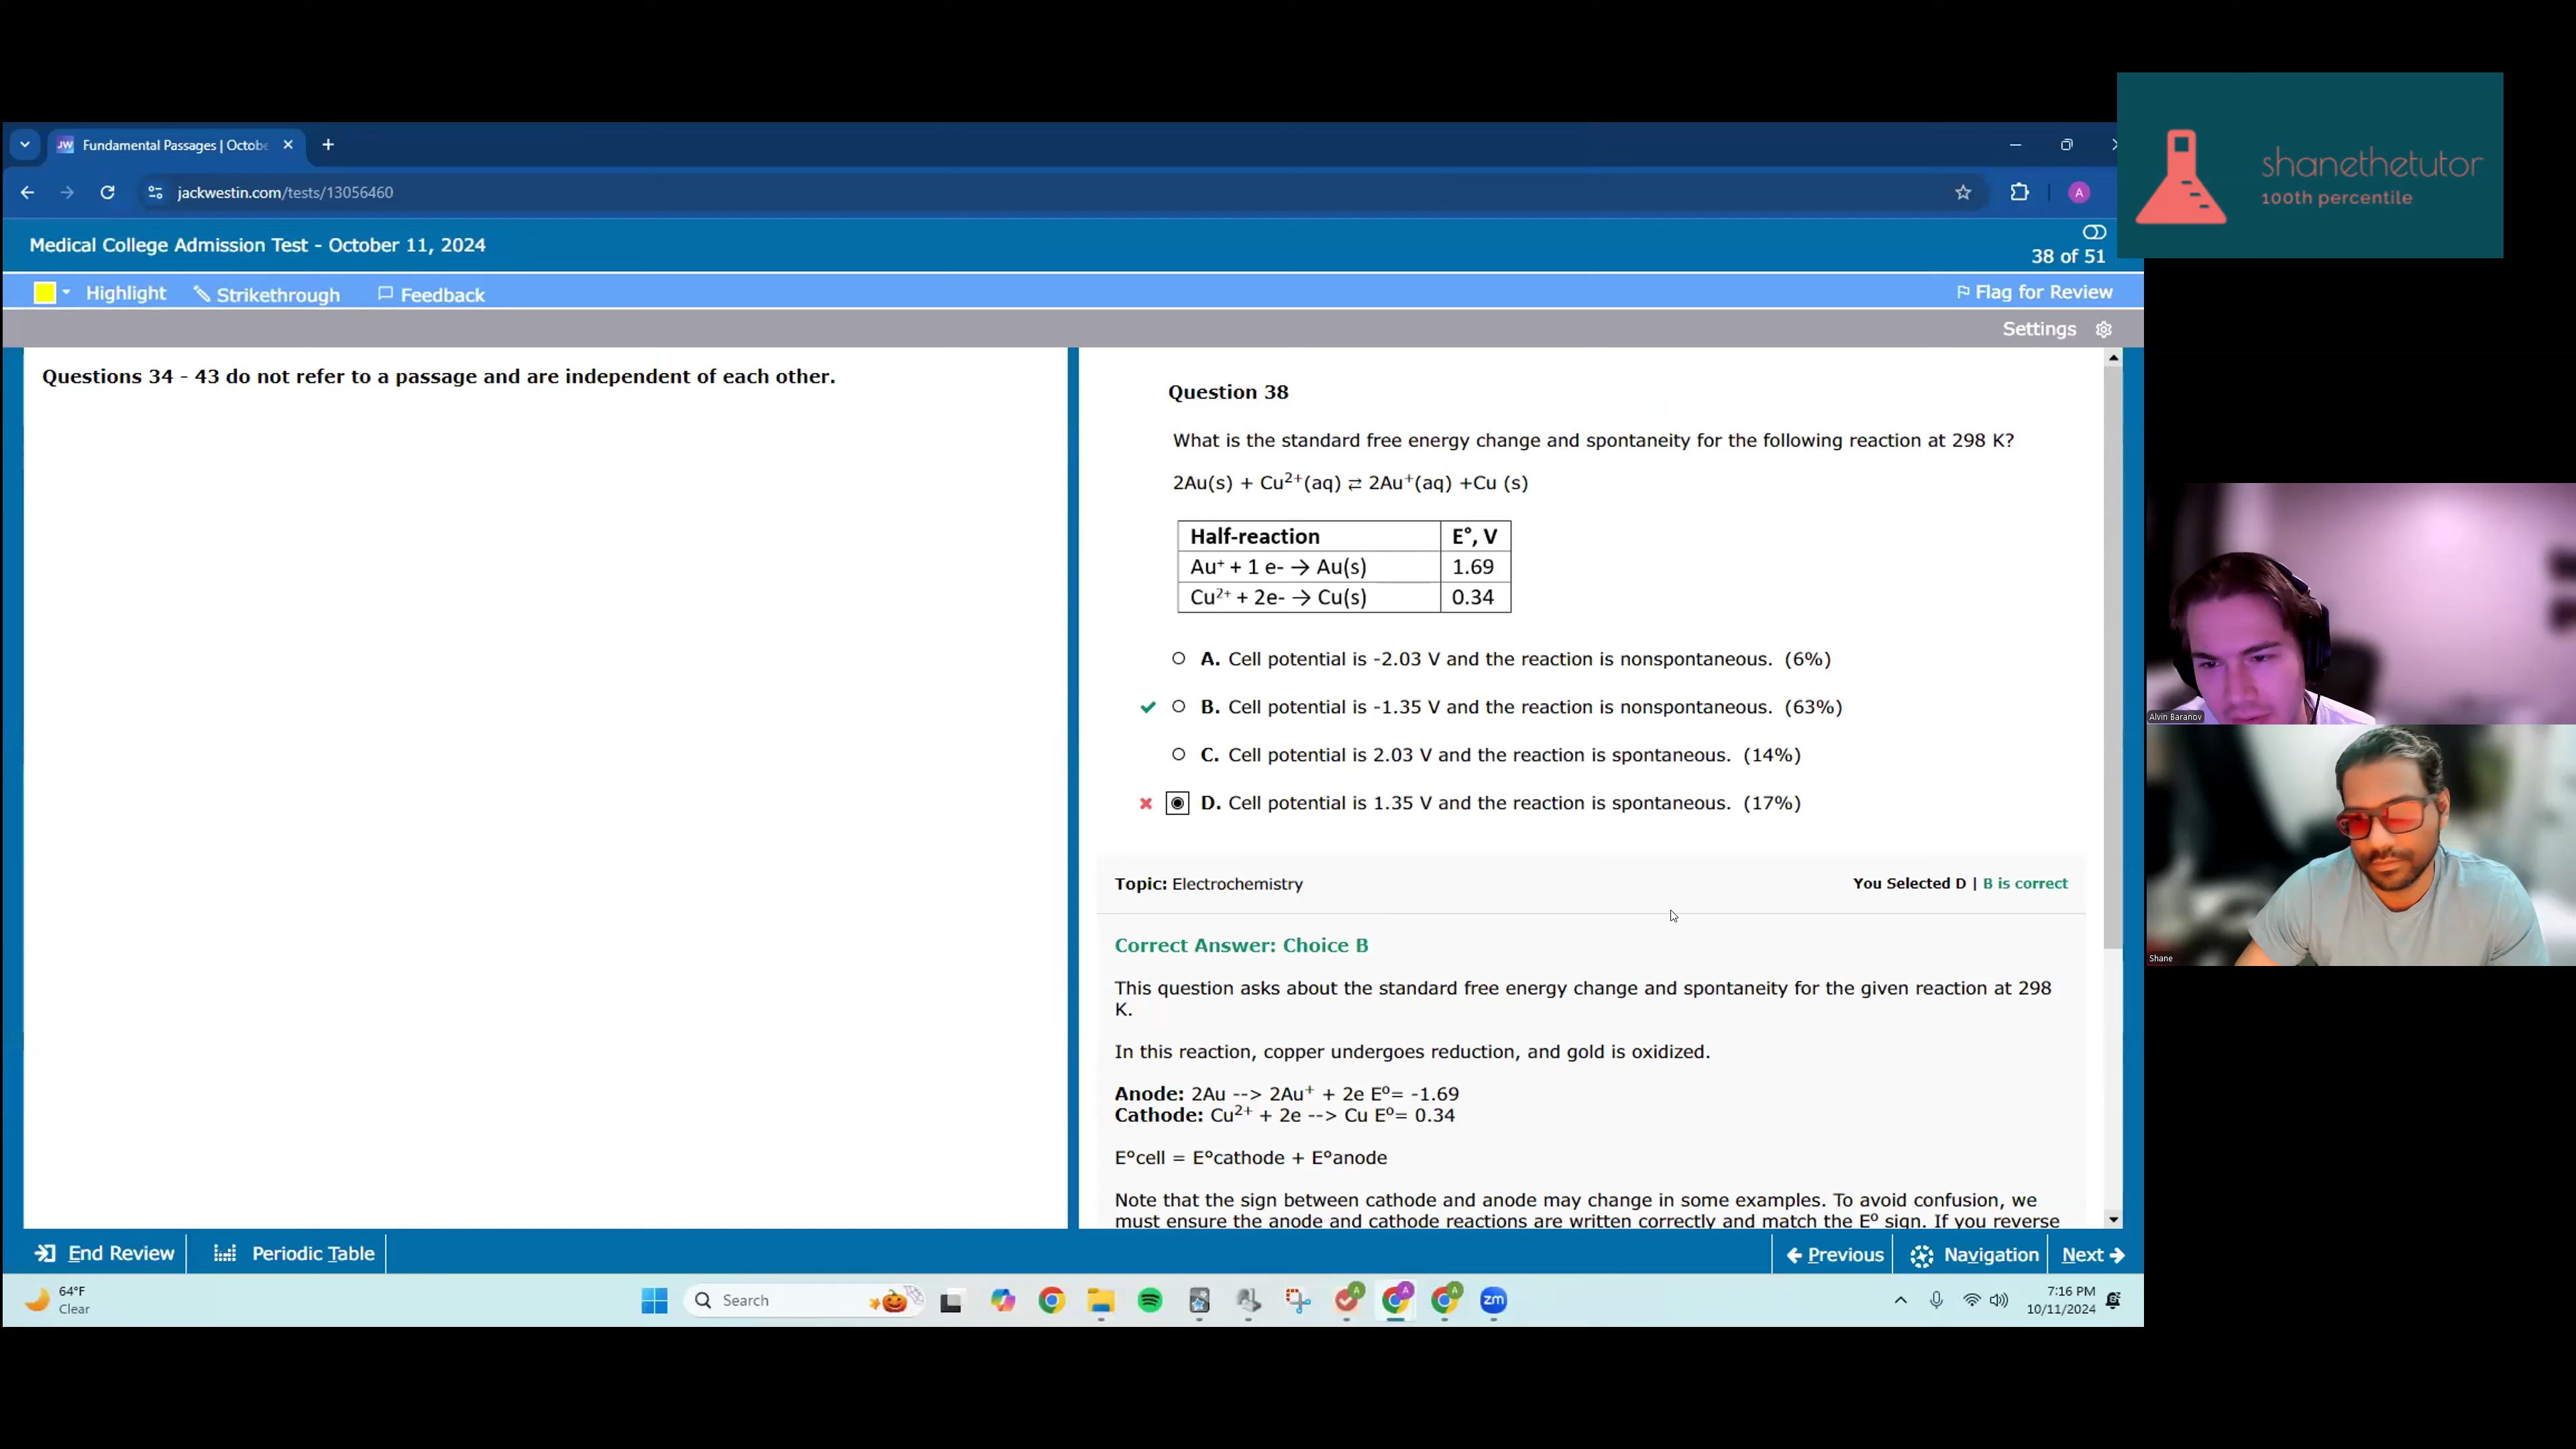 Fundamental Passages | Octobe
jackwestin.com/tests/13056460
A
shanethetutor
100th percentile
Medical College Admission Test - October 11, 2024
38 of 51
Highlight
Strikethrough
Feedback
Flag for Review
Settings
Questions 34 - 43 do not refer to a passage and are independent of each other.
Question 38
What is the standard free energy change and spontaneity for the following reaction at 298 K?
2Au(s) + Cu²⁺(aq) ⇄ 2Au⁺(aq) +Cu (s)
Half-reaction E°, V
Au⁺ + 1 e- → Au(s) 1.69
Cu²⁺ + 2e- → Cu(s) 0.34
A. Cell potential is -2.03 V and the reaction is nonspontaneous. (6%)
B. Cell potential is -1.35 V and the reaction is nonspontaneous. (63%)
C. Cell potential is 2.03 V and the reaction is spontaneous. (14%)
D. Cell potential is 1.35 V and the reaction is spontaneous. (17%)
Topic: Electrochemistry
You Selected D | B is correct
Correct Answer: Choice B
This question asks about the standard free energy change and spontaneity for the given reaction at 298
K.
In this reaction, copper undergoes reduction, and gold is oxidized.
Anode: 2Au --> 2Au⁺ + 2e Eº= -1.69
Cathode: Cu²⁺ + 2e --> Cu Eº= 0.34
E°cell = E°cathode + E°anode
Note that the sign between cathode and anode may change in some examples. To avoid confusion, we
must ensure the anode and cathode reactions are written correctly and match the Eº sign. If you reverse
Alvin Baranov
Shane
End Review
Periodic Table
Previous
Navigation
Next
64°F
Clear
Search
A
A
zm
7:16 PM
10/11/2024